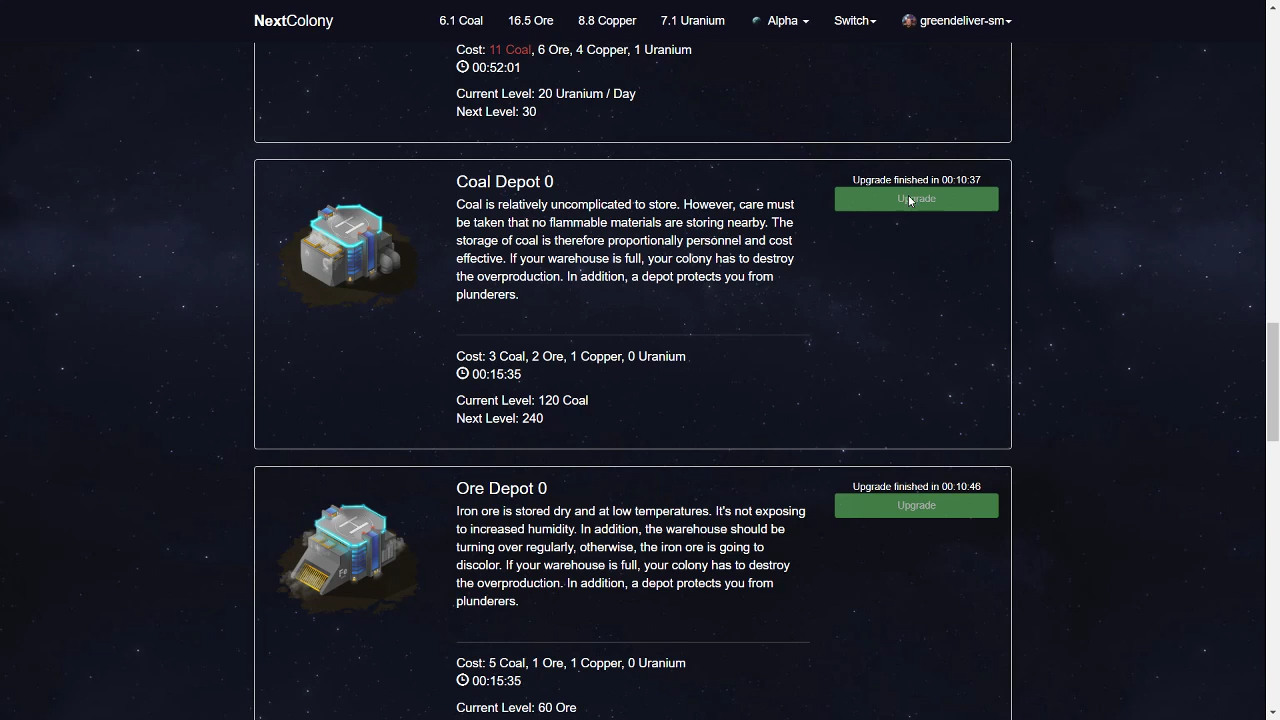 NextColony
6.1 Coal 16.5 Ore 8.8 Copper 7.1 Uranium Alpha Switch greendeliver-sm
Cost: 11 Coal, 6 Ore, 4 Copper, 1 Uranium
00:52:01
Current Level: 20 Uranium / Day
Next Level: 30
Coal Depot 0
Coal is relatively uncomplicated to store. However, care must
be taken that no flammable materials are storing nearby. The
storage of coal is therefore proportionally personnel and cost
effective. If your warehouse is full, your colony has to destroy
the overproduction. In addition, a depot protects you from
plunderers.
Upgrade finished in 00:10:37
Upgrade
Cost: 3 Coal, 2 Ore, 1 Copper, 0 Uranium
00:15:35
Current Level: 120 Coal
Next Level: 240
Ore Depot 0
Iron ore is stored dry and at low temperatures. It's not exposing
to increased humidity. In addition, the warehouse should be
turning over regularly, otherwise, the iron ore is going to
discolor. If your warehouse is full, your colony has to destroy
the overproduction. In addition, a depot protects you from
plunderers.
Upgrade finished in 00:10:46
Upgrade
Cost: 5 Coal, 1 Ore, 1 Copper, 0 Uranium
00:15:35
Current Level: 60 Ore